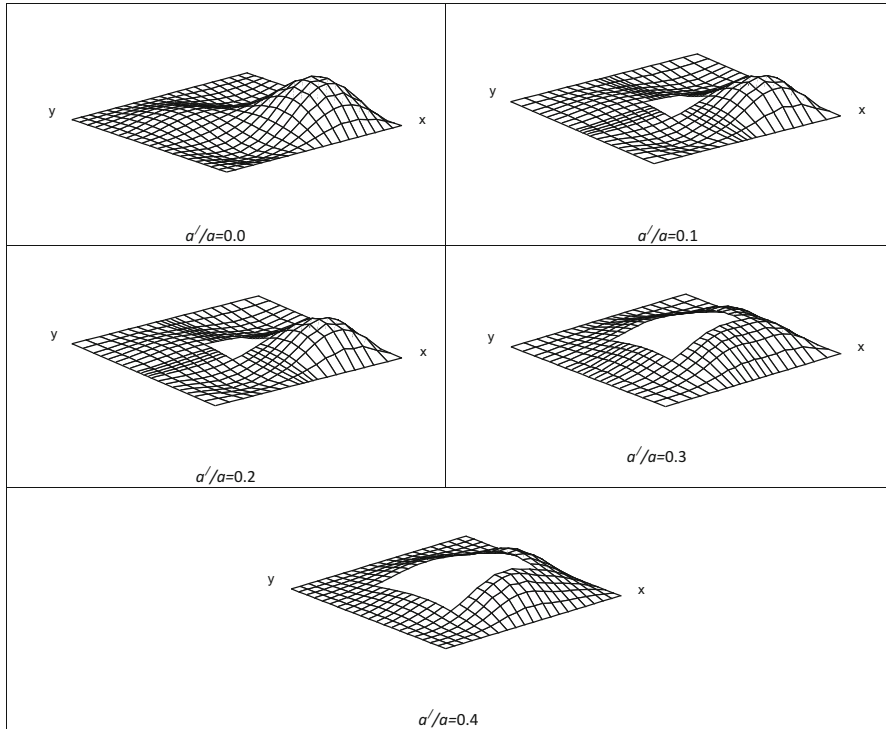 y x
a′/a=0.0
y x
a′/a=0.1
y x
a′/a=0.2
y x
a′/a=0.3
y x
a′/a=0.4